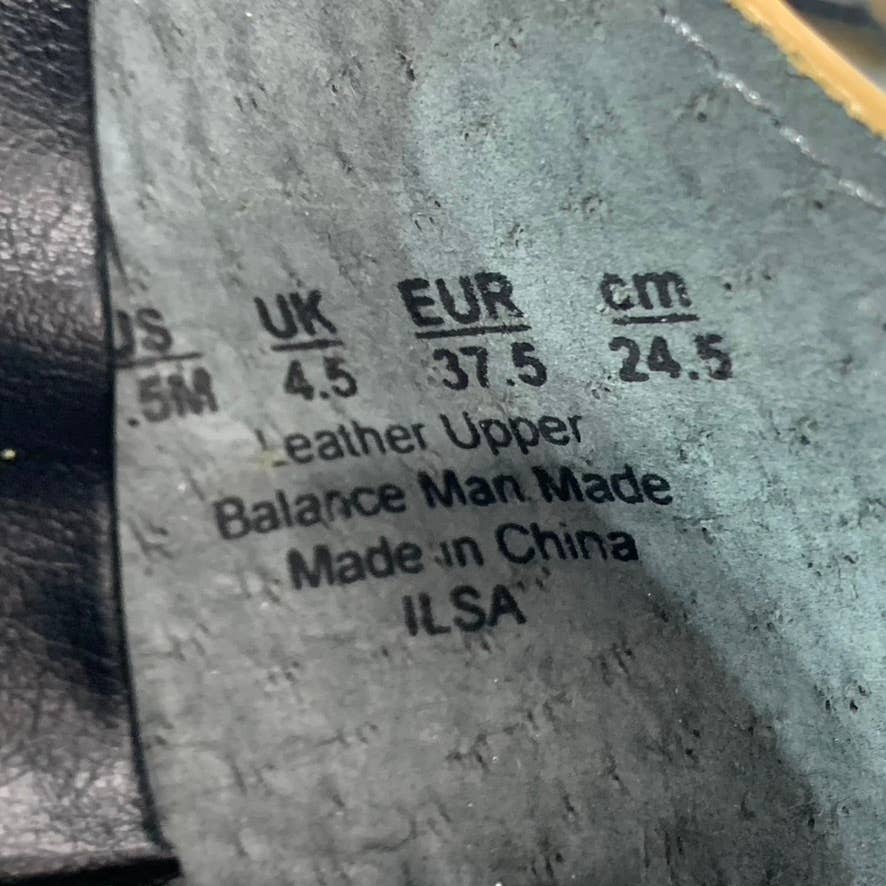 US UK EUR cm
.5M 4.5 37.5 24.5
Leather Upper
Balance Man Made
Made in China
ILSA